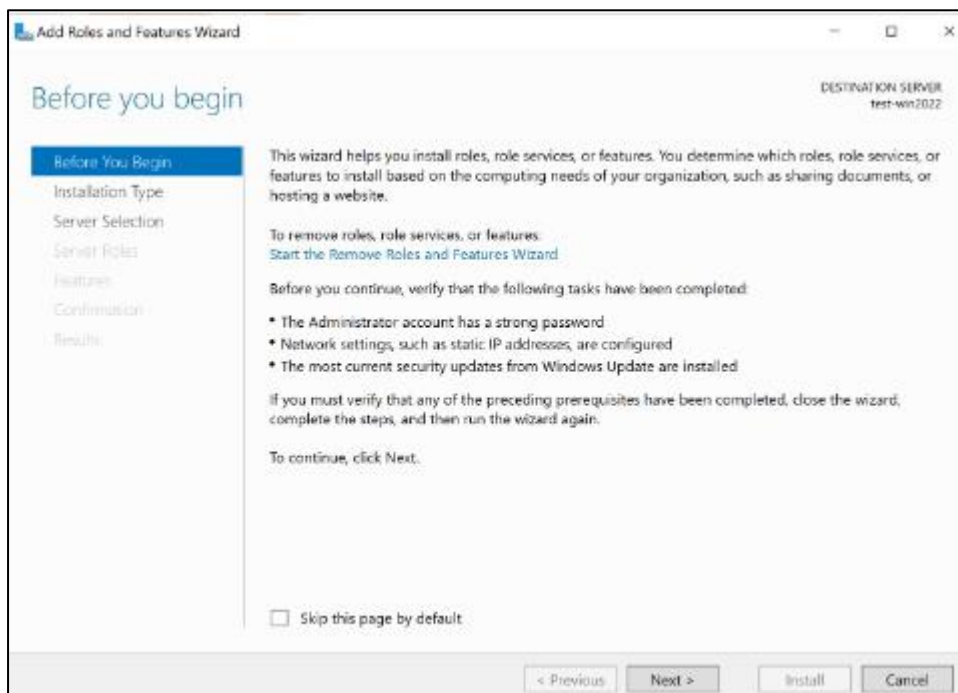 Add Roles and Features Wizard
Before you begin
DESTINATION SERVER
test-win2022
Before You Begin
Installation Type
Server Selection
Server Roles
Features
Confirmation
Results
This wizard helps you install roles, role services, or features. You determine which roles, role services, or
features to install based on the computing needs of your organization, such as sharing documents, or
hosting a website.
To remove roles, role services, or features:
Start the Remove Roles and Features Wizard
Before you continue, verify that the following tasks have been completed:
• The Administrator account has a strong password
• Network settings, such as static IP addresses, are configured
• The most current security updates from Windows Update are installed
If you must verify that any of the preceding prerequisites have been completed, close the wizard,
complete the steps, and then run the wizard again.
To continue, click Next.
Skip this page by default
< Previous
Next >
Install
Cancel